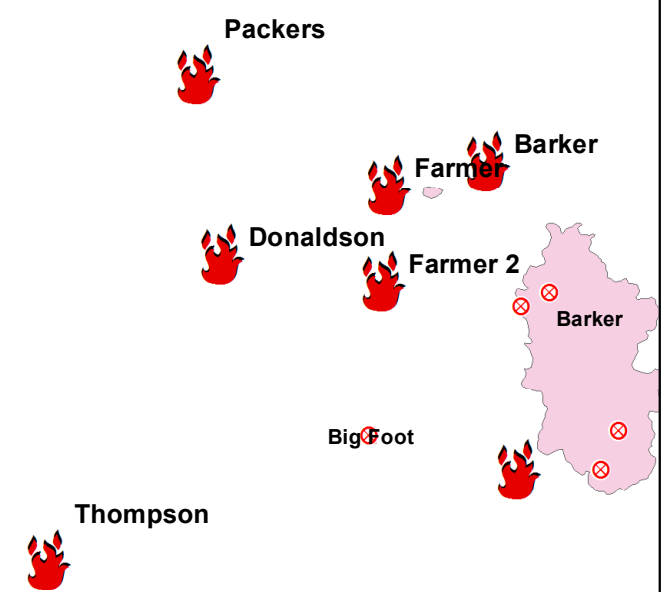 Packers
Barker
Farmer
Donaldson
Farmer 2
Barker
Big Foot
Thompson